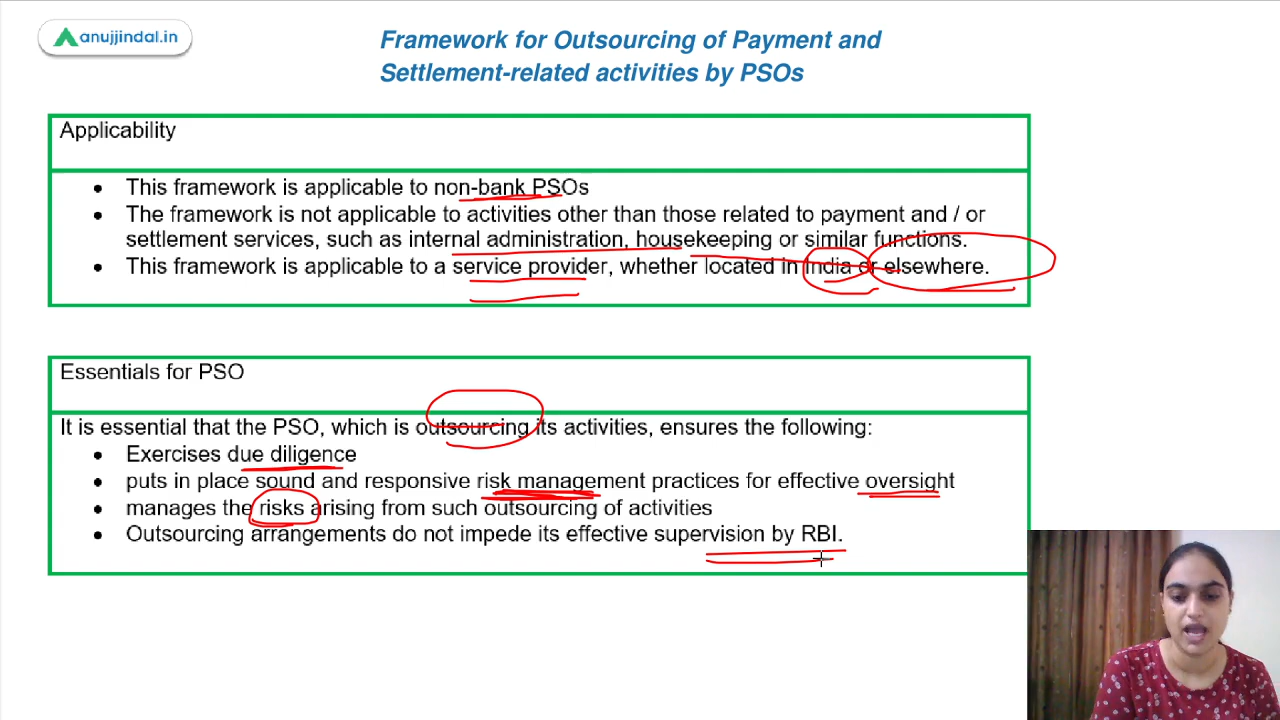 anujjindal.in
Framework for Outsourcing of Payment and
Settlement-related activities by PSOs
Applicability
• This framework is applicable to non-bank PSOs
• The framework is not applicable to activities other than those related to payment and / or
settlement services, such as internal administration, housekeeping or similar functions.
• This framework is applicable to a service provider, whether located in India or elsewhere.
Essentials for PSO
It is essential that the PSO, which is outsourcing its activities, ensures the following:
• Exercises due diligence
• puts in place sound and responsive risk management practices for effective oversight
• manages the risks arising from such outsourcing of activities
• Outsourcing arrangements do not impede its effective supervision by RBI.